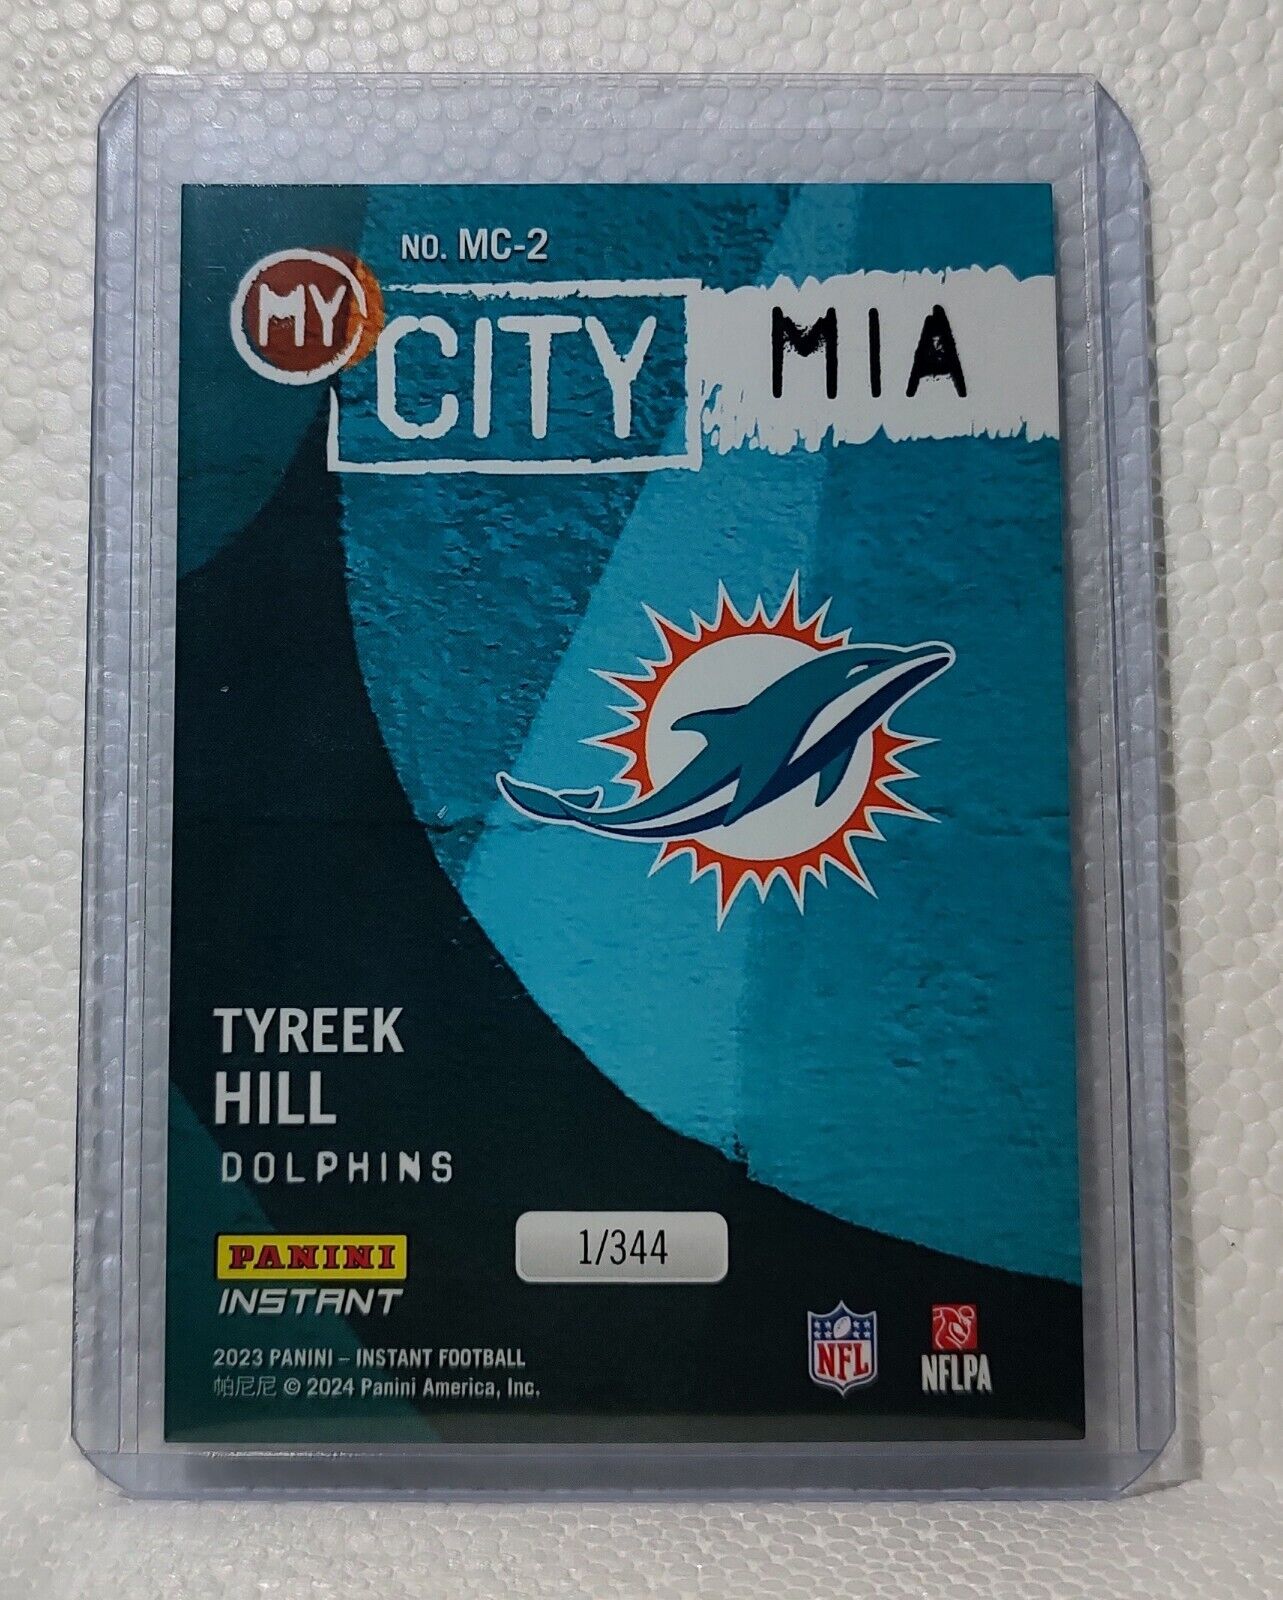 NO. MC-2
MY CITY MIA
TYREEK
HILL
DOLPHINS
PANINI
INSTANT
1/344
2023 PANINI – INSTANT FOOTBALL
帕尼尼 © 2024 Panini America, Inc.
NFL
NFLPA